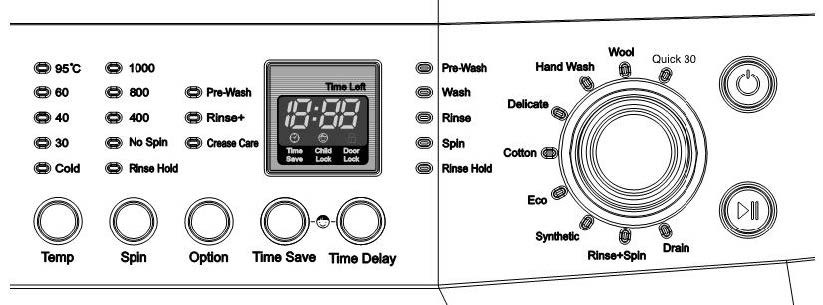 95°C
60
40
30
Cold
1000
800
400
No Spin
Rinse Hold
Pre-Wash
Rinse+
Crease Care
Time Left
18:88
Time Save
Child Lock
Door Lock
Pre-Wash
Wash
Rinse
Spin
Rinse Hold
Temp
Spin
Option
Time Save
Time Delay
Wool
Quick 30
Hand Wash
Delicate
Cotton
Eco
Synthetic
Rinse+Spin
Drain